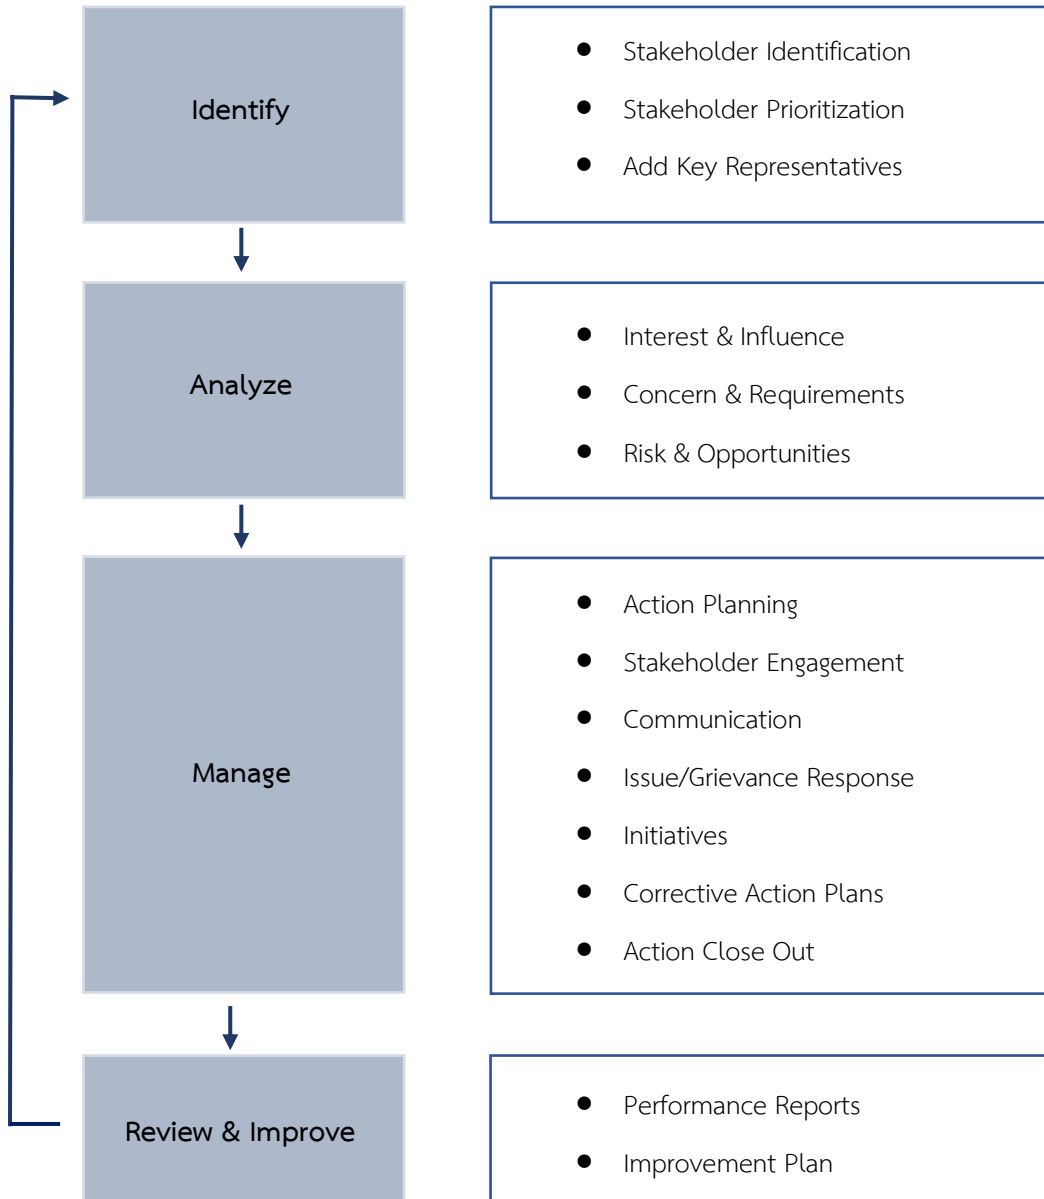 Identify
● Stakeholder Identification
● Stakeholder Prioritization
● Add Key Representatives
Analyze
● Interest & Influence
● Concern & Requirements
● Risk & Opportunities
Manage
● Action Planning
● Stakeholder Engagement
● Communication
● Issue/Grievance Response
● Initiatives
● Corrective Action Plans
● Action Close Out
Review & Improve
● Performance Reports
● Improvement Plan